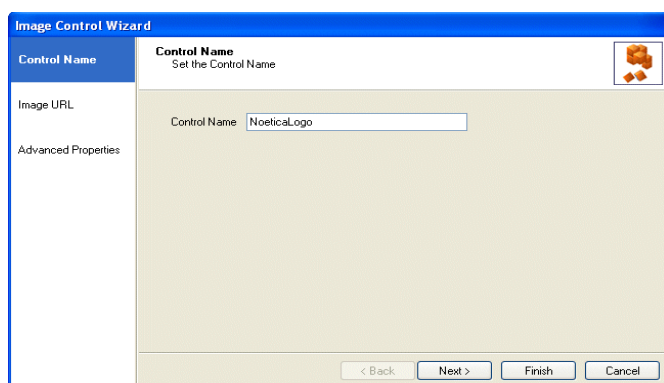 Image Control Wizard
Control Name
Control Name
Set the Control Name
Image URL
Control Name NoeticaLogo
Advanced Properties
< Back Next > Finish Cancel